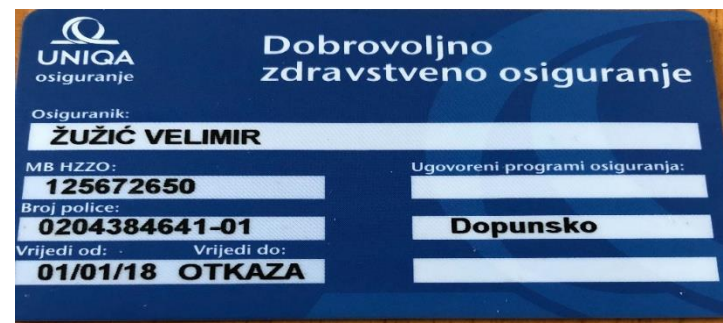 UNIQA
osiguranje
Dobrovoljno
zdravstveno osiguranje
Osiguranik:
ŽUŽIĆ VELIMIR
MB HZZO:
125672650
Ugovoreni programi osiguranja:
Broj police:
0204384641-01
Dopunsko
Vrijedi od: Vrijedi do:
01/01/18 OTKAZA